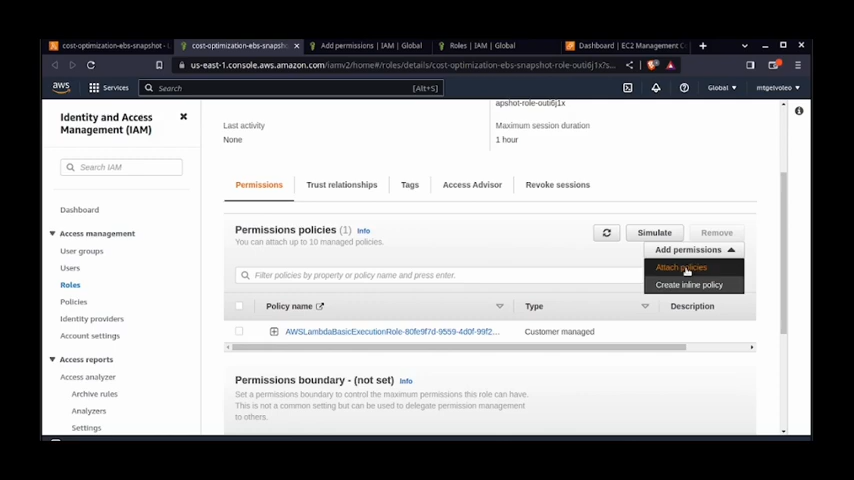 cost-optimization-ebs-snapshot - L
cost-optimization-ebs-snapsh
Add permissions | IAM | Global
Roles | IAM | Global
Dashboard | EC2 Management C
us-east-1.console.aws.amazon.com/iamv2/home#/roles/details/cost-optimization-ebs-snapshot-role-outi6j1x?s...
aws
Services
Search
[Alt+S]
Global
mtgelvoleo
Identity and Access
Management (IAM)
Search IAM
Dashboard
Access management
User groups
Users
Roles
Policies
Identity providers
Account settings
Access reports
Access analyzer
Archive rules
Analyzers
Settings
apshot-role-outi6j1x
Last activity
Maximum session duration
None
1 hour
Permissions
Trust relationships
Tags
Access Advisor
Revoke sessions
Permissions policies (1) Info
You can attach up to 10 managed policies.
Simulate
Remove
Add permissions
Attach policies
Create inline policy
Filter policies by property or policy name and press enter.
Policy name
Type
Description
AWSLambdaBasicExecutionRole-80fe9f7d-9559-4d0f-99f2...
Customer managed
Permissions boundary - (not set) Info
Set a permissions boundary to control the maximum permissions this role can have.
This is not a common setting but can be used to delegate permission management
to others.